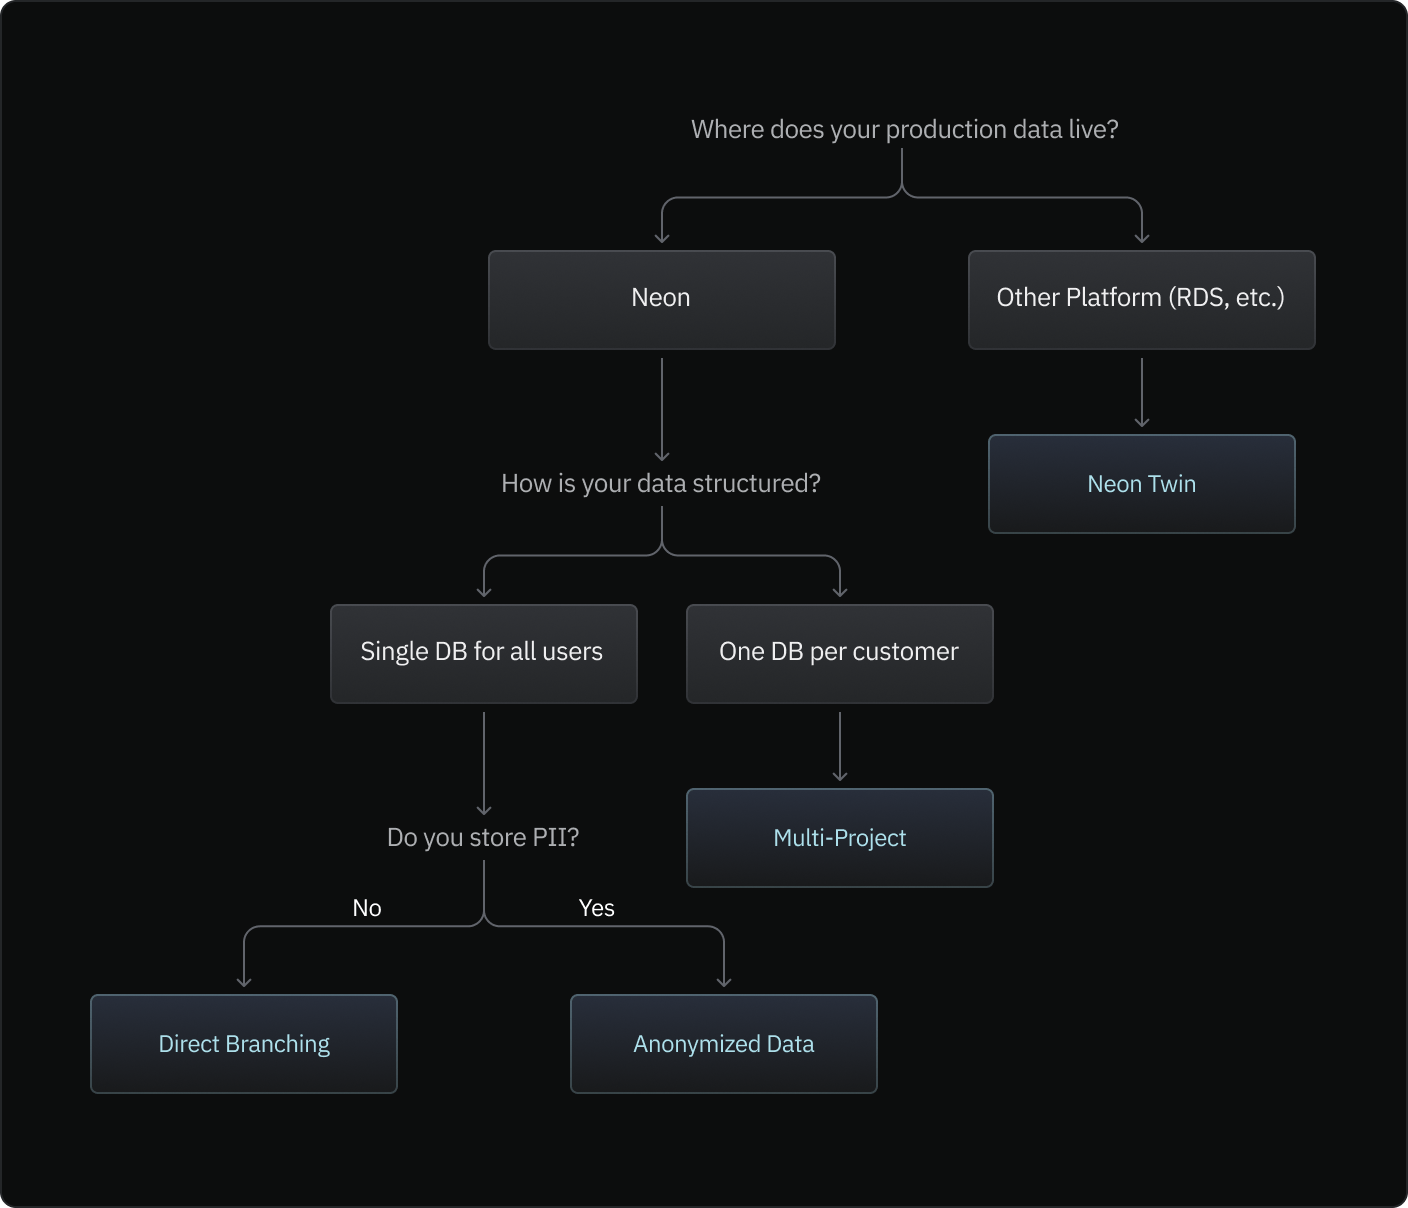 Where does your production data live?
Neon
Other Platform (RDS, etc.)
How is your data structured?
Neon Twin
Single DB for all users
One DB per customer
Do you store PII?
Multi-Project
No
Yes
Direct Branching
Anonymized Data